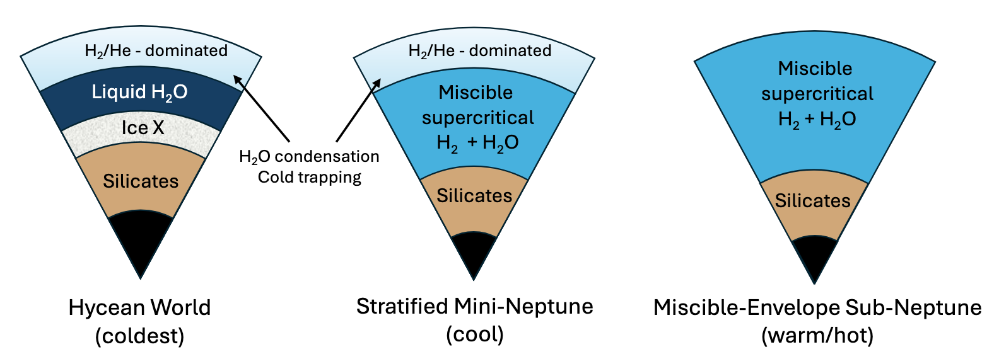 H₂/He - dominated
Liquid H₂O
Ice X
Silicates
Hycean World
(coldest)
H₂O condensation
Cold trapping
H₂/He - dominated
Miscible
supercritical
H₂ + H₂O
Silicates
Stratified Mini-Neptune
(cool)
Miscible
supercritical
H₂ + H₂O
Silicates
Miscible-Envelope Sub-Neptune
(warm/hot)